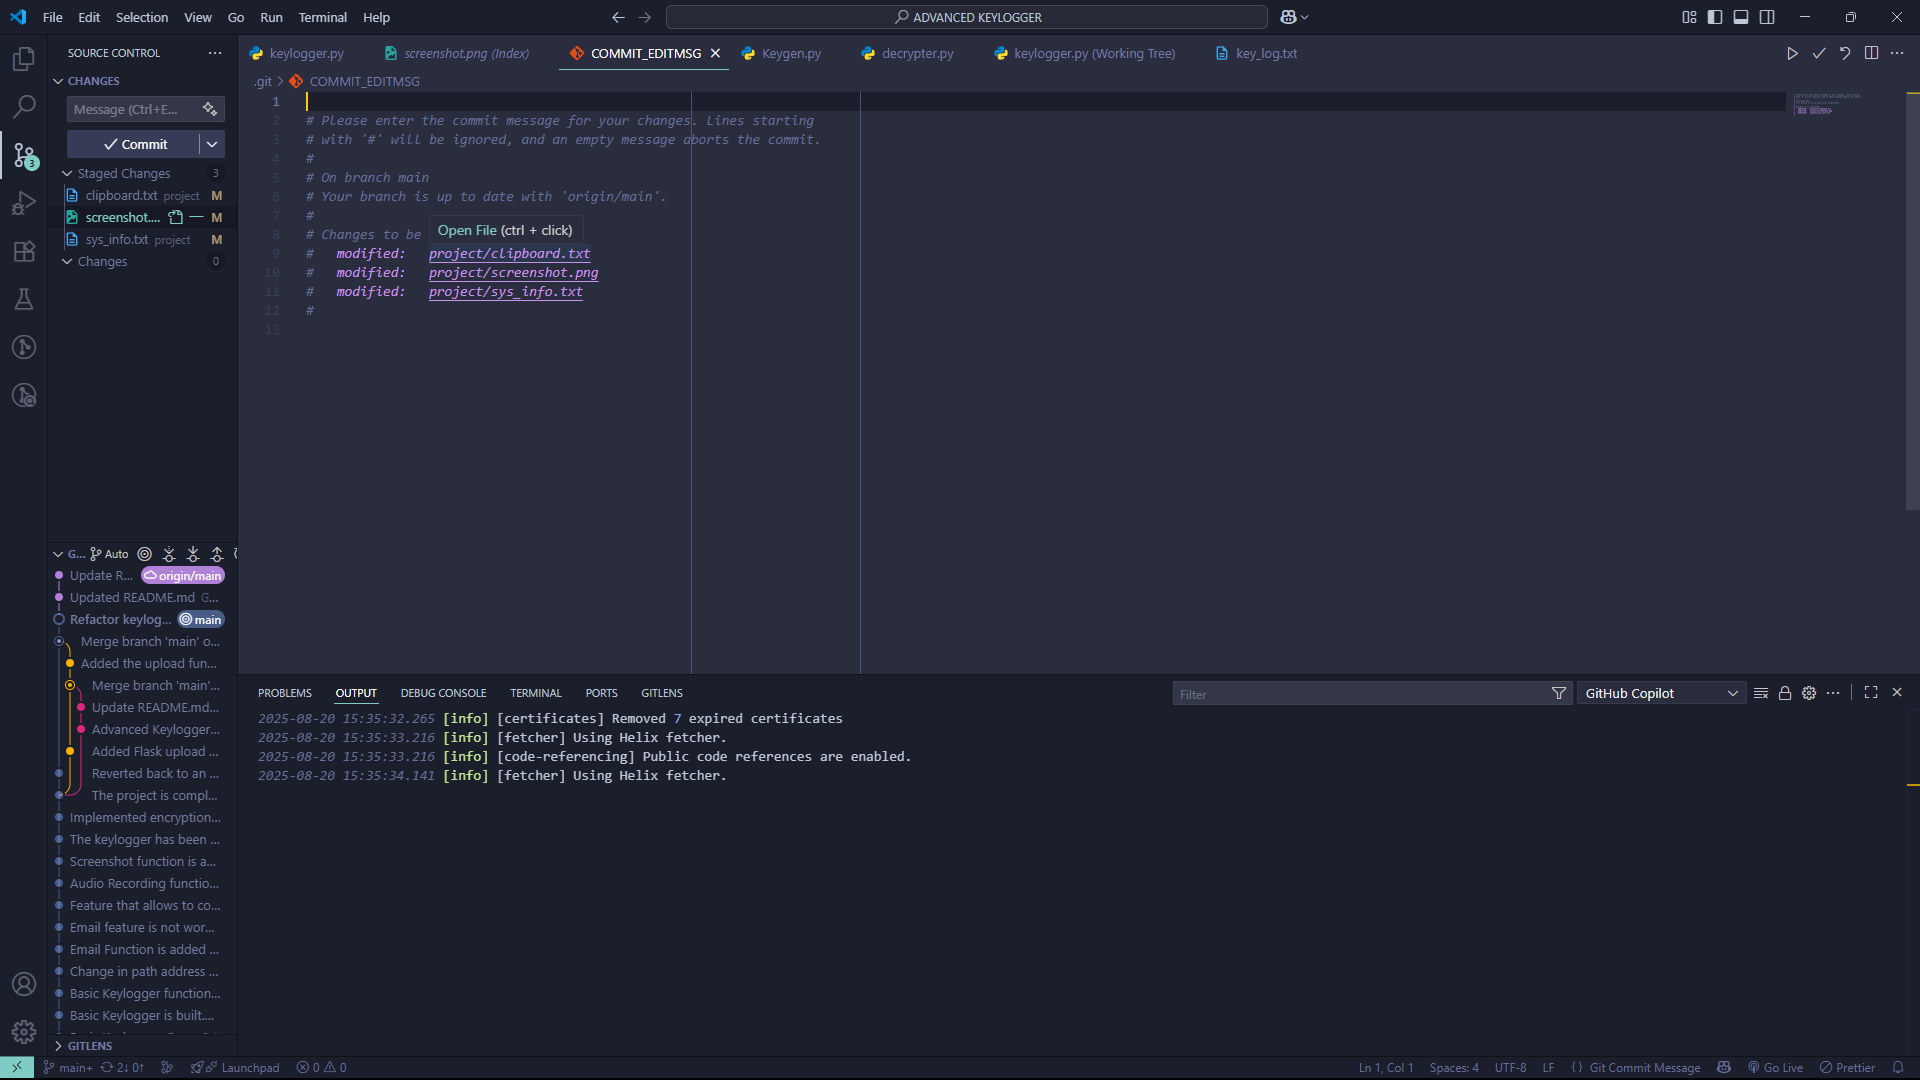 File Edit Selection View Go Run Terminal Help
ADVANCED KEYLOGGER
SOURCE CONTROL
CHANGES
Message (Ctrl+E...
Commit
Staged Changes 3
clipboard.txt project M
screenshot.... M
sys_info.txt project M
Changes 0
keylogger.py screenshot.png (Index) COMMIT_EDITMSG Keygen.py decrypter.py keylogger.py (Working Tree) key_log.txt
.git > COMMIT_EDITMSG
1
2 # Please enter the commit message for your changes. Lines starting
3 # with '#' will be ignored, and an empty message aborts the commit.
4 #
5 # On branch main
6 # Your branch is up to date with 'origin/main'.
7 #
Open File (ctrl + click)
8 # Changes to be
9 # modified: project/clipboard.txt
10 # modified: project/screenshot.png
11 # modified: project/sys_info.txt
12 #
13
G... Auto
Update R... origin/main
Updated README.md G...
Refactor keylog... main
Merge branch 'main' o...
Added the upload fun...
Merge branch 'main'...
Update README.md...
Advanced Keylogger...
Added Flask upload ...
Reverted back to an ...
The project is compl...
Implemented encryption...
The keylogger has been ...
Screenshot function is a...
Audio Recording functio...
Feature that allows to co...
Email feature is not wor...
Email Function is added ...
Change in path address ...
Basic Keylogger function...
Basic Keylogger is built....
GITLENS
PROBLEMS OUTPUT DEBUG CONSOLE TERMINAL PORTS GITLENS
Filter
GitHub Copilot
2025-08-20 15:35:32.265 [info] [certificates] Removed 7 expired certificates
2025-08-20 15:35:33.216 [info] [fetcher] Using Helix fetcher.
2025-08-20 15:35:33.216 [info] [code-referencing] Public code references are enabled.
2025-08-20 15:35:34.141 [info] [fetcher] Using Helix fetcher.
main+ 2↓ 0↑ Launchpad 0 0
Ln 1, Col 1 Spaces: 4 UTF-8 LF {} Git Commit Message Go Live Prettier